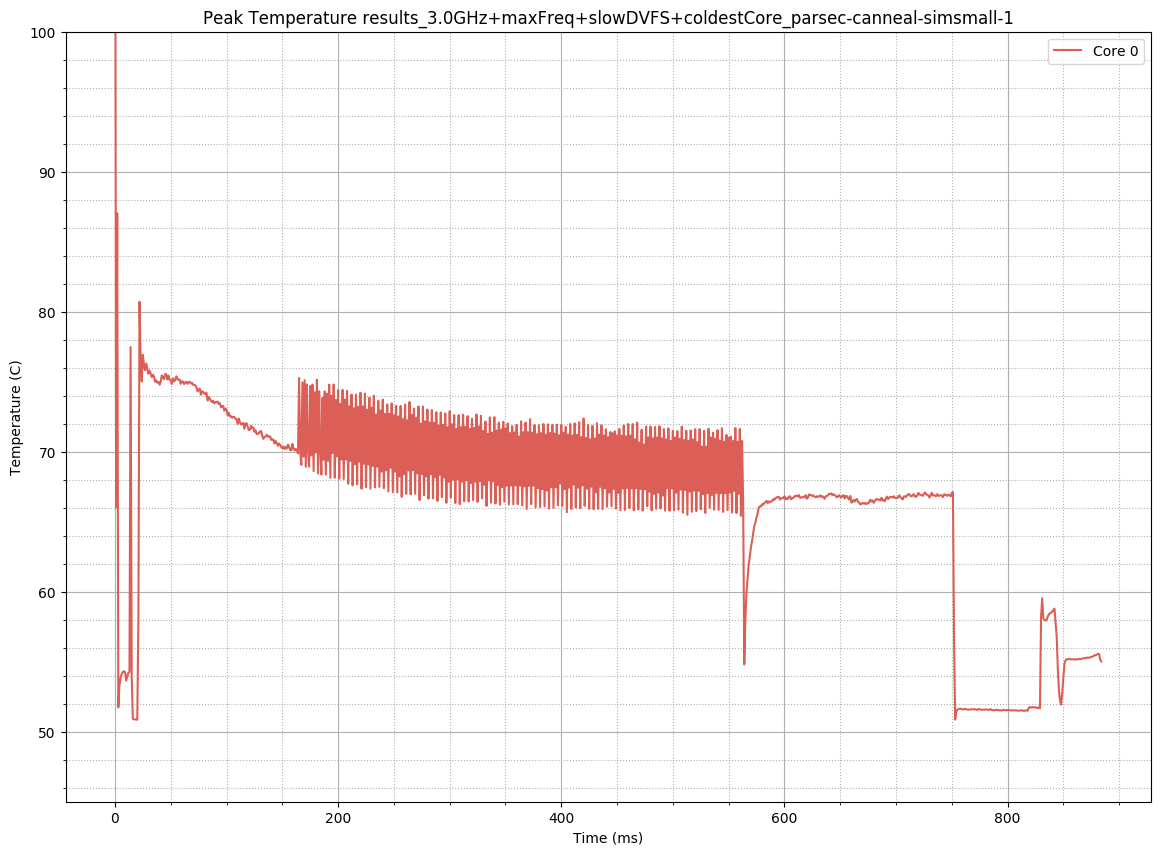 Peak Temperature results_3.0GHz+maxFreq+slowDVFS+coldestCore_parsec-canneal-simsmall-1
Core 0
100
90
80
70
60
50
Temperature (C)
0 200 400 600 800
Time (ms)